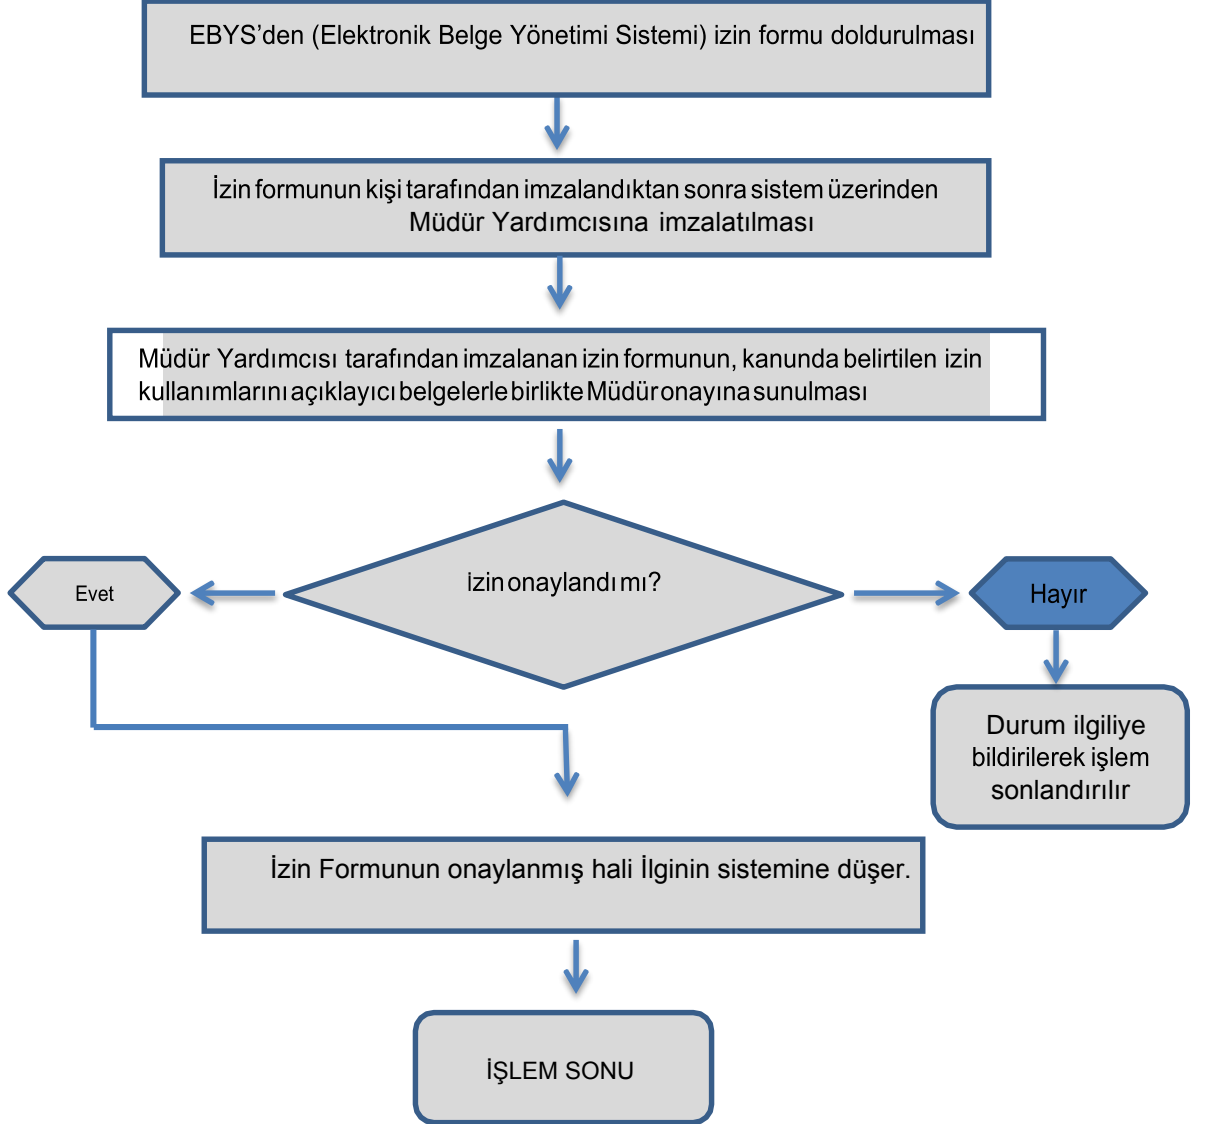 EBYS’den (Elektronik Belge Yönetimi Sistemi) izin formu doldurulması
İzin formunun kişi tarafından imzalandıktan sonra sistem üzerinden
Müdür Yardımcısına imzalatılması
Müdür Yardımcısı tarafından imzalanan izin formunun, kanunda belirtilen izin
kullanımlarını açıklayıcı belgelerle birlikte Müdür onayına sunulması
izin onaylandı mı?
Evet
Hayır
Durum ilgiliye
bildirilerek işlem
sonlandırılır
İzin Formunun onaylanmış hali İlginin sistemine düşer.
İŞLEM SONU